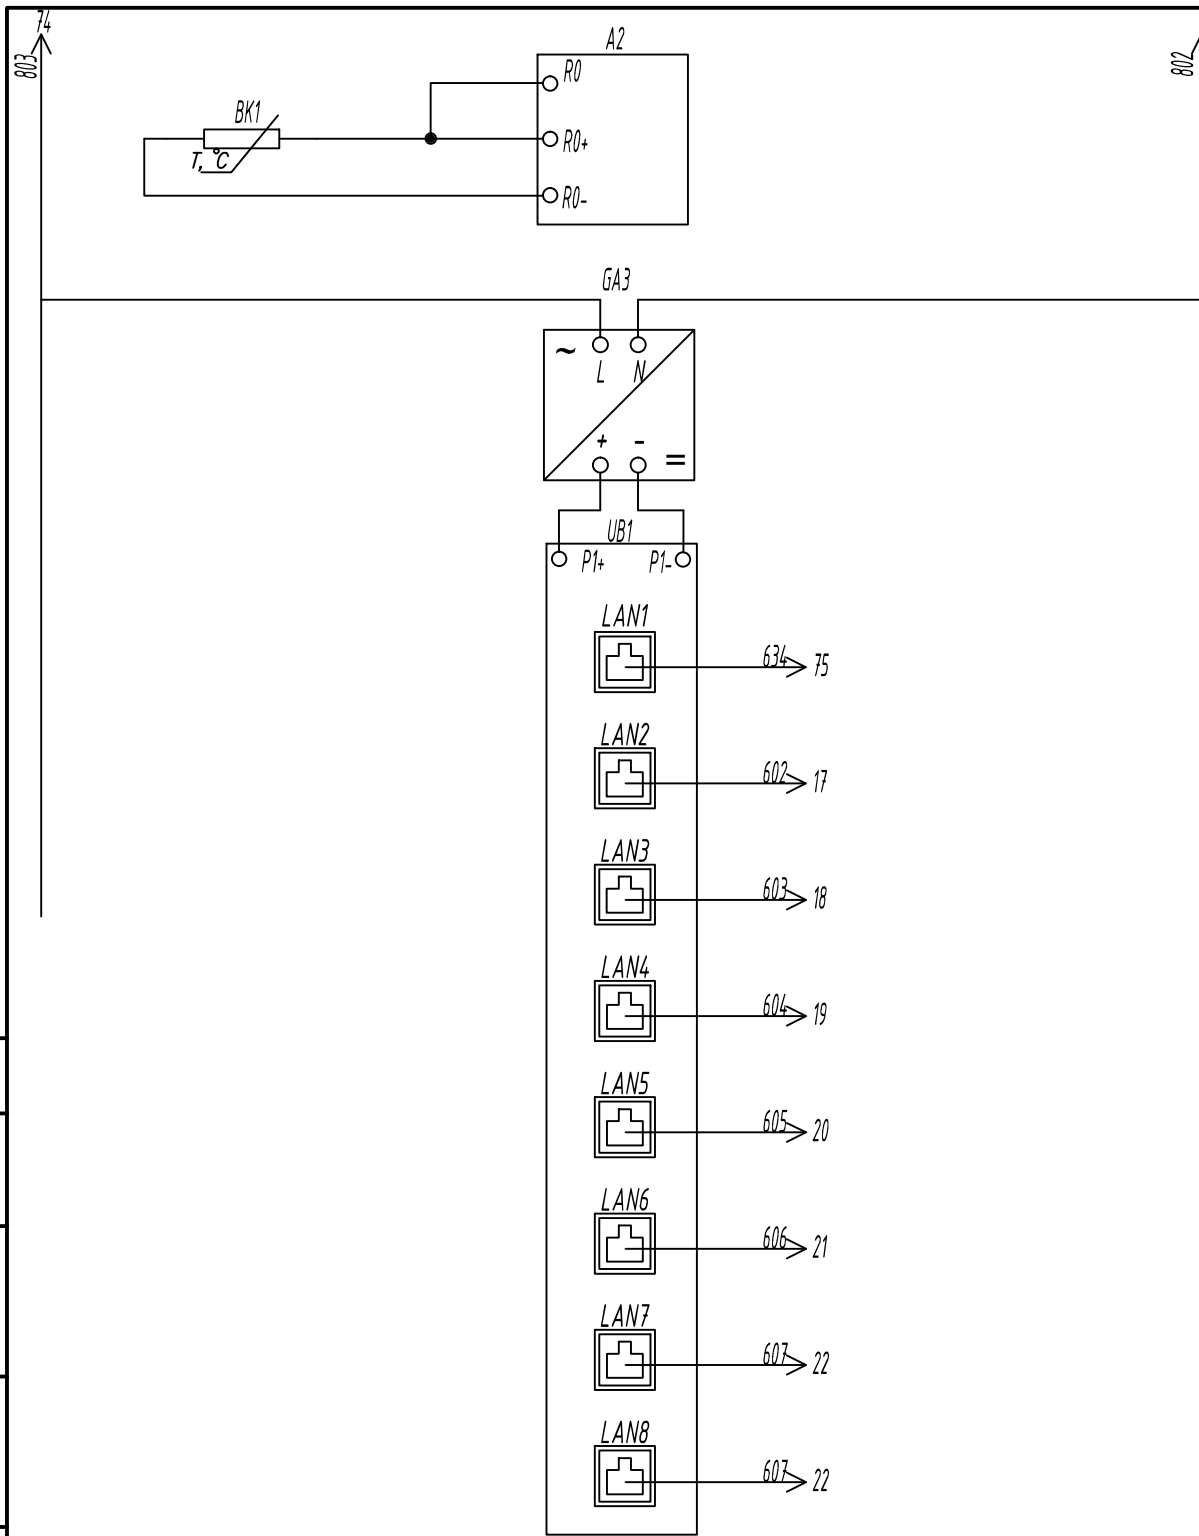 74
803
802
A2
R0
BK1
R0+
T, °C
R0-
GA3
~
L N
+ -
=
UB1
P1+ P1-
LAN1
634 75
LAN2
602 17
LAN3
603 18
LAN4
604 19
LAN5
605 20
LAN6
606 21
LAN7
607 22
LAN8
607 22